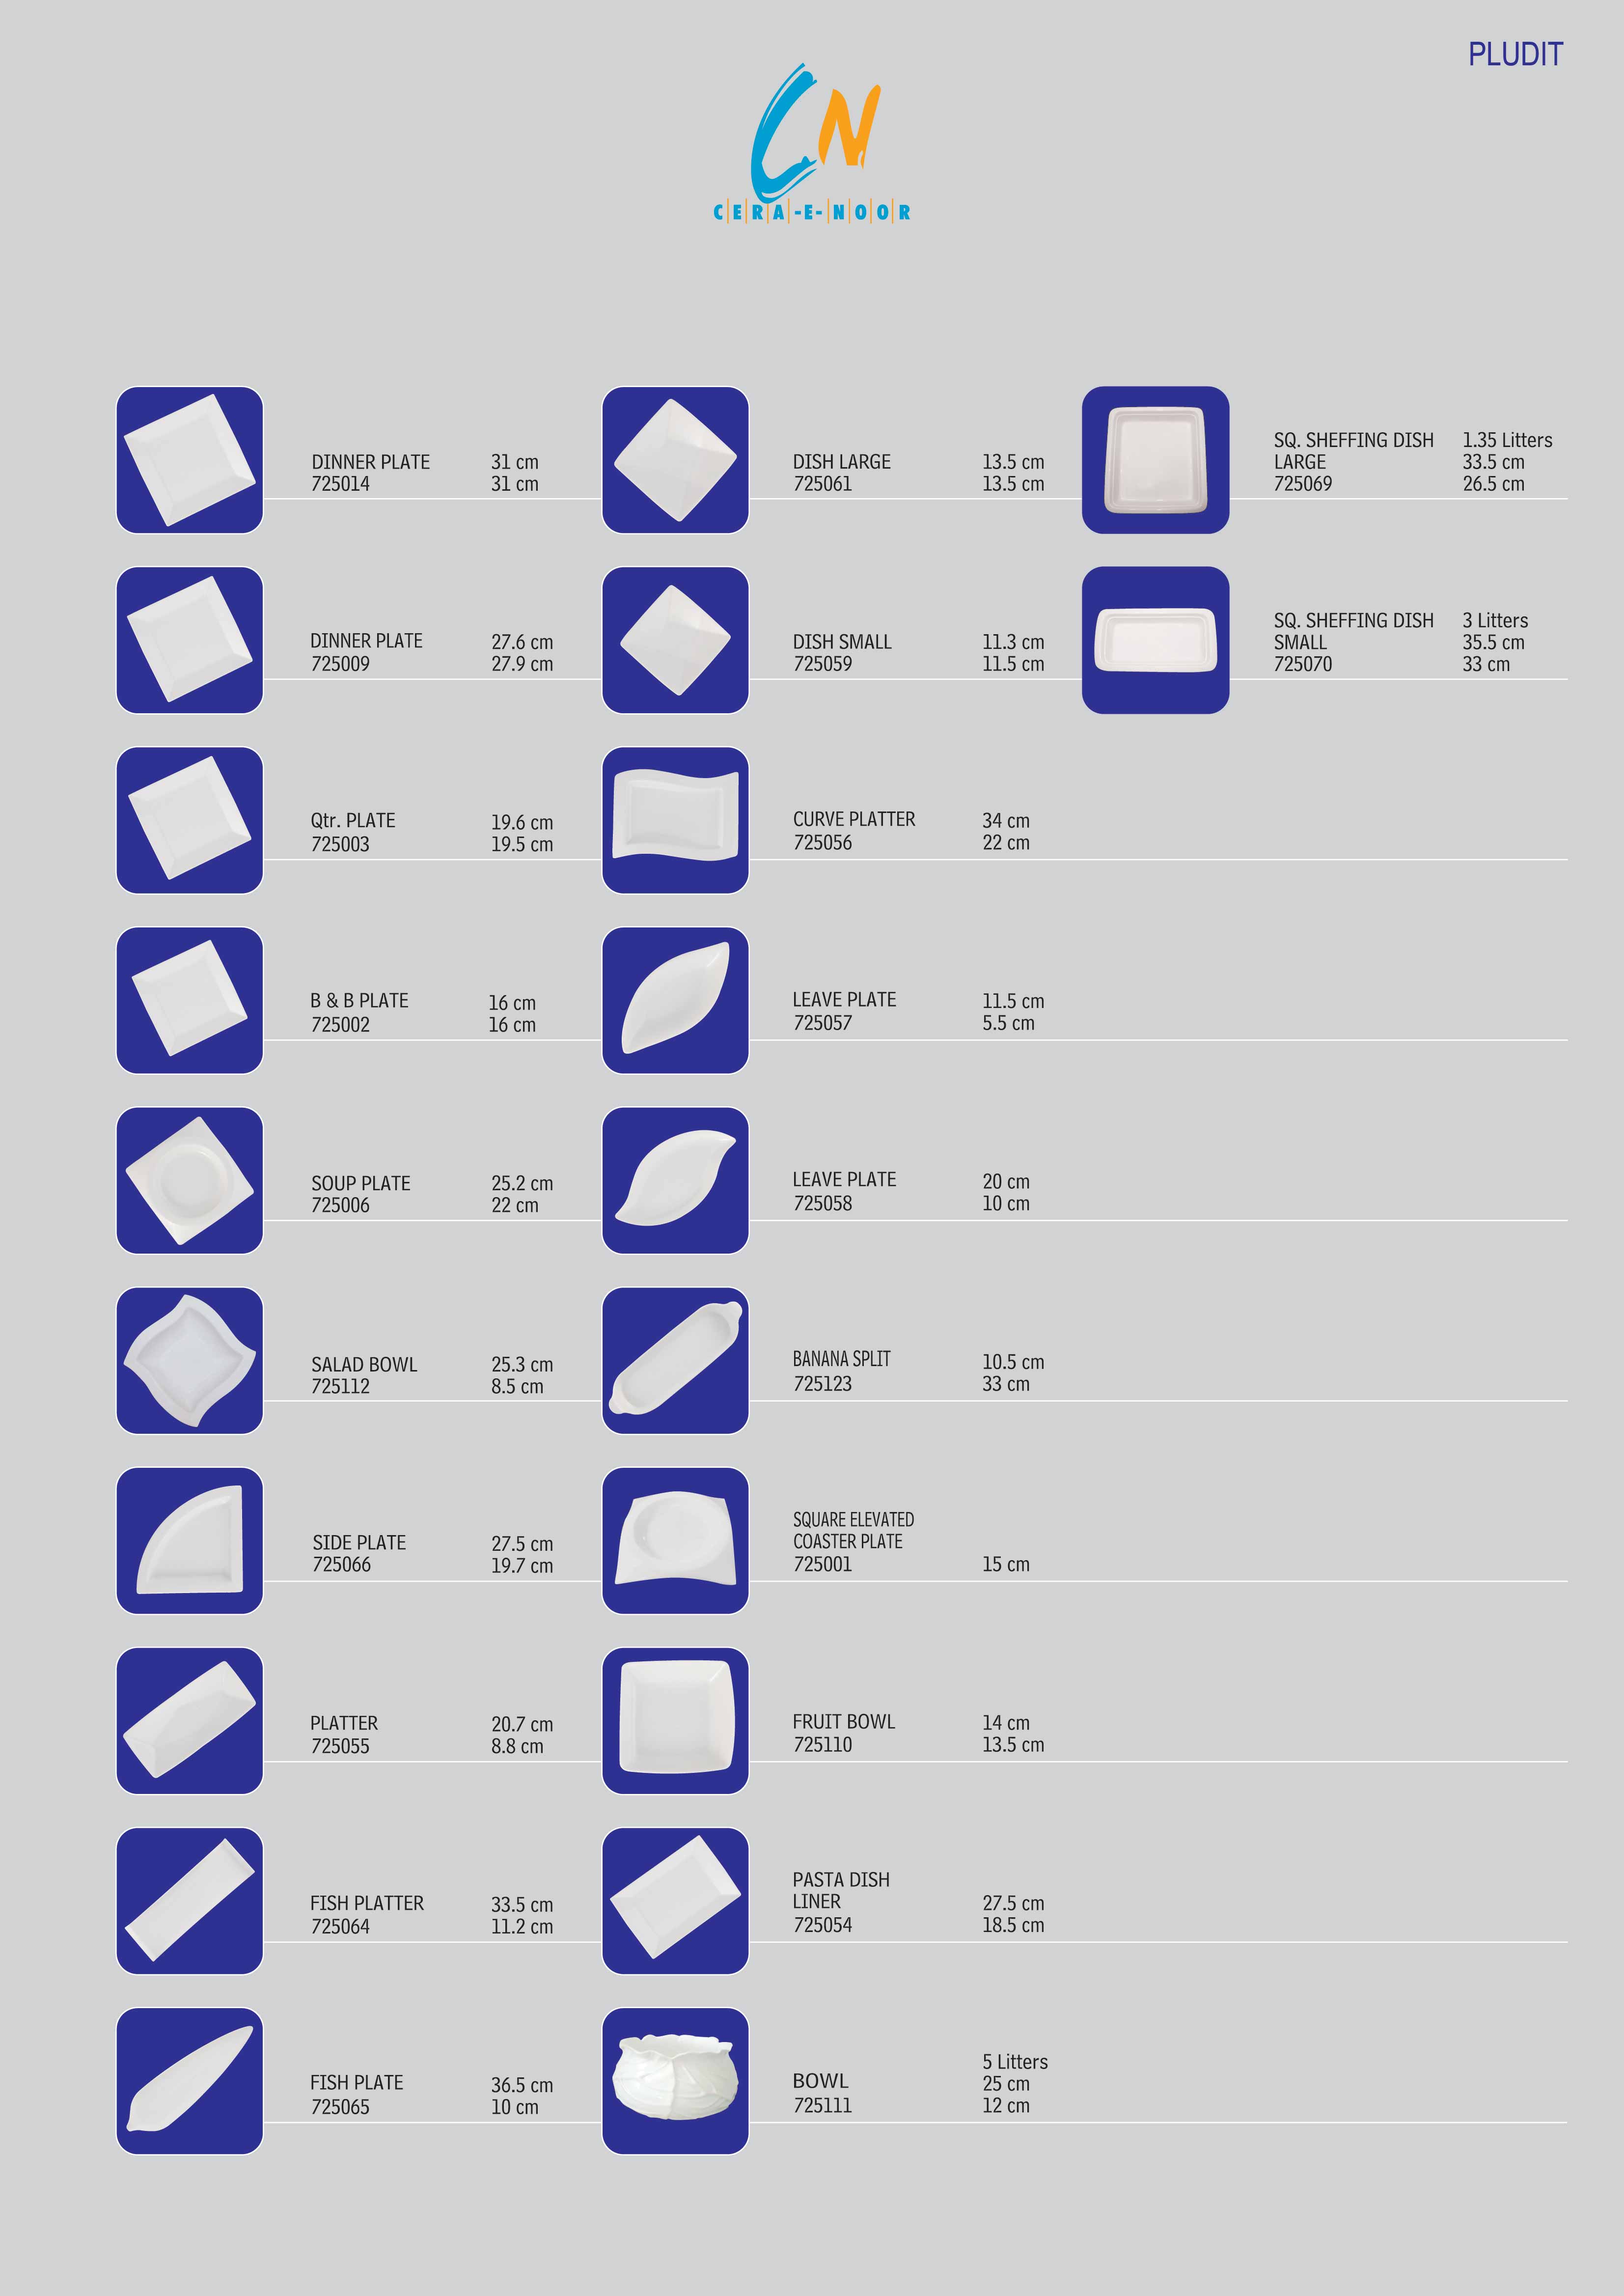 PLUDIT
CN
CERA-E-NOOR
DINNER PLATE 31 cm
725014 31 cm
DISH LARGE 13.5 cm
725061 13.5 cm
SQ. SHEFFING DISH 1.35 Litters
LARGE 33.5 cm
725069 26.5 cm
DINNER PLATE 27.6 cm
725009 27.9 cm
DISH SMALL 11.3 cm
725059 11.5 cm
SQ. SHEFFING DISH 3 Litters
SMALL 35.5 cm
725070 33 cm
Qtr. PLATE 19.6 cm
725003 19.5 cm
CURVE PLATTER 34 cm
725056 22 cm
B & B PLATE 16 cm
725002 16 cm
LEAVE PLATE 11.5 cm
725057 5.5 cm
SOUP PLATE 25.2 cm
725006 22 cm
LEAVE PLATE 20 cm
725058 10 cm
SALAD BOWL 25.3 cm
725112 8.5 cm
BANANA SPLIT 10.5 cm
725123 33 cm
SIDE PLATE 27.5 cm
725066 19.7 cm
SQUARE ELEVATED
COASTER PLATE
725001 15 cm
PLATTER 20.7 cm
725055 8.8 cm
FRUIT BOWL 14 cm
725110 13.5 cm
FISH PLATTER 33.5 cm
725064 11.2 cm
PASTA DISH
LINER 27.5 cm
725054 18.5 cm
FISH PLATE 36.5 cm
725065 10 cm
5 Litters
BOWL 25 cm
725111 12 cm